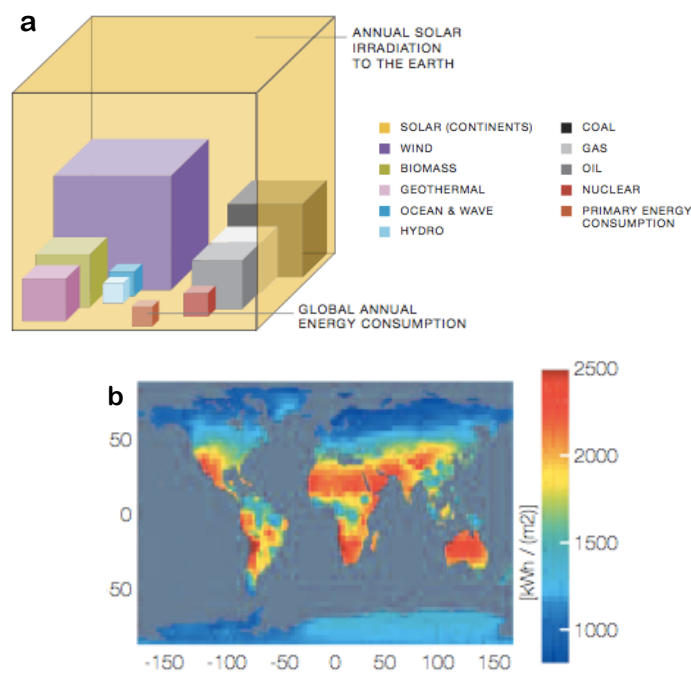 a
ANNUAL SOLAR
IRRADIATION
TO THE EARTH
SOLAR (CONTINENTS)
WIND
BIOMASS
GEOTHERMAL
OCEAN & WAVE
HYDRO
COAL
GAS
OIL
NUCLEAR
PRIMARY ENERGY
CONSUMPTION
GLOBAL ANNUAL
ENERGY CONSUMPTION
b
50
0
50
-150 -100 -50 0 50 100 150
2500
2000
1500
1000
[kWh / (m2)]